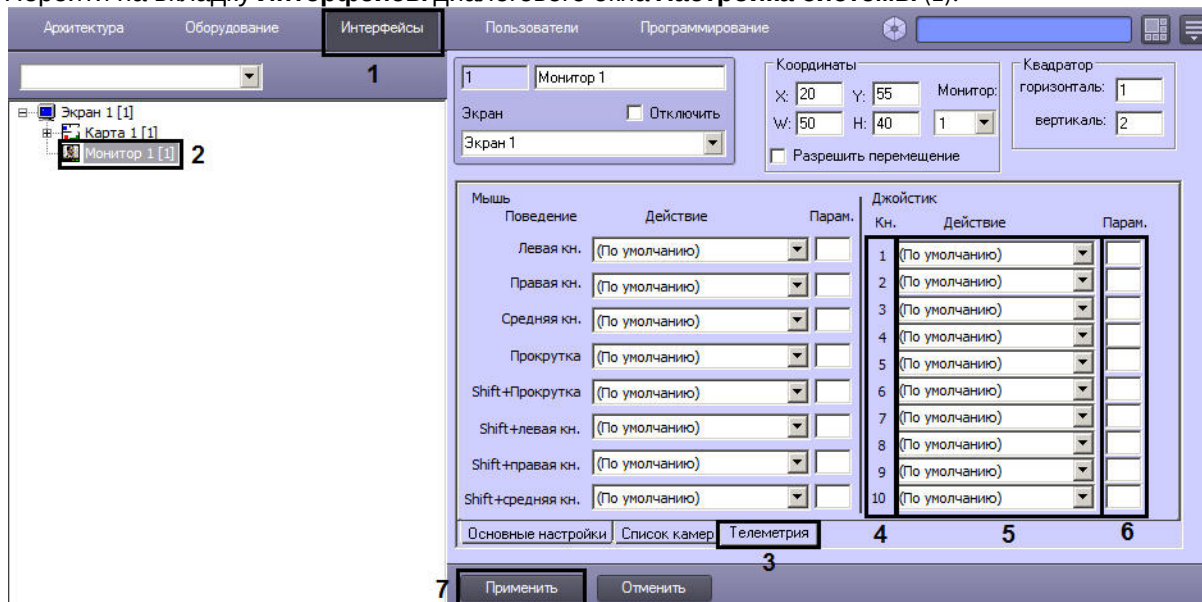 Перейти на вкладку Интерфейсы диалогового окна Настройка системы (1).
Архитектура Оборудование Интерфейсы Пользователи Программирование
1
Экран 1 [1]
Карта 1 [1]
Монитор 1 [1] 2
1 Монитор 1
Экран Отключить
Экран 1
Координаты
X: 20 Y: 55 Монитор:
W: 50 H: 40 1
Разрешить перемещение
Квадратор
горизонталь: 1
вертикаль: 2
Мышь
Поведение Действие Парам.
Левая кн. (По умолчанию)
Правая кн. (По умолчанию)
Средняя кн. (По умолчанию)
Прокрутка (По умолчанию)
Shift+Прокрутка (По умолчанию)
Shift+левая кн. (По умолчанию)
Shift+правая кн. (По умолчанию)
Shift+средняя кн. (По умолчанию)
Джойстик
Кн. Действие Парам.
1 (По умолчанию)
2 (По умолчанию)
3 (По умолчанию)
4 (По умолчанию)
5 (По умолчанию)
6 (По умолчанию)
7 (По умолчанию)
8 (По умолчанию)
9 (По умолчанию)
10 (По умолчанию)
Основные настройки Список камер Телеметрия 4 5 6
3
7 Применить Отменить